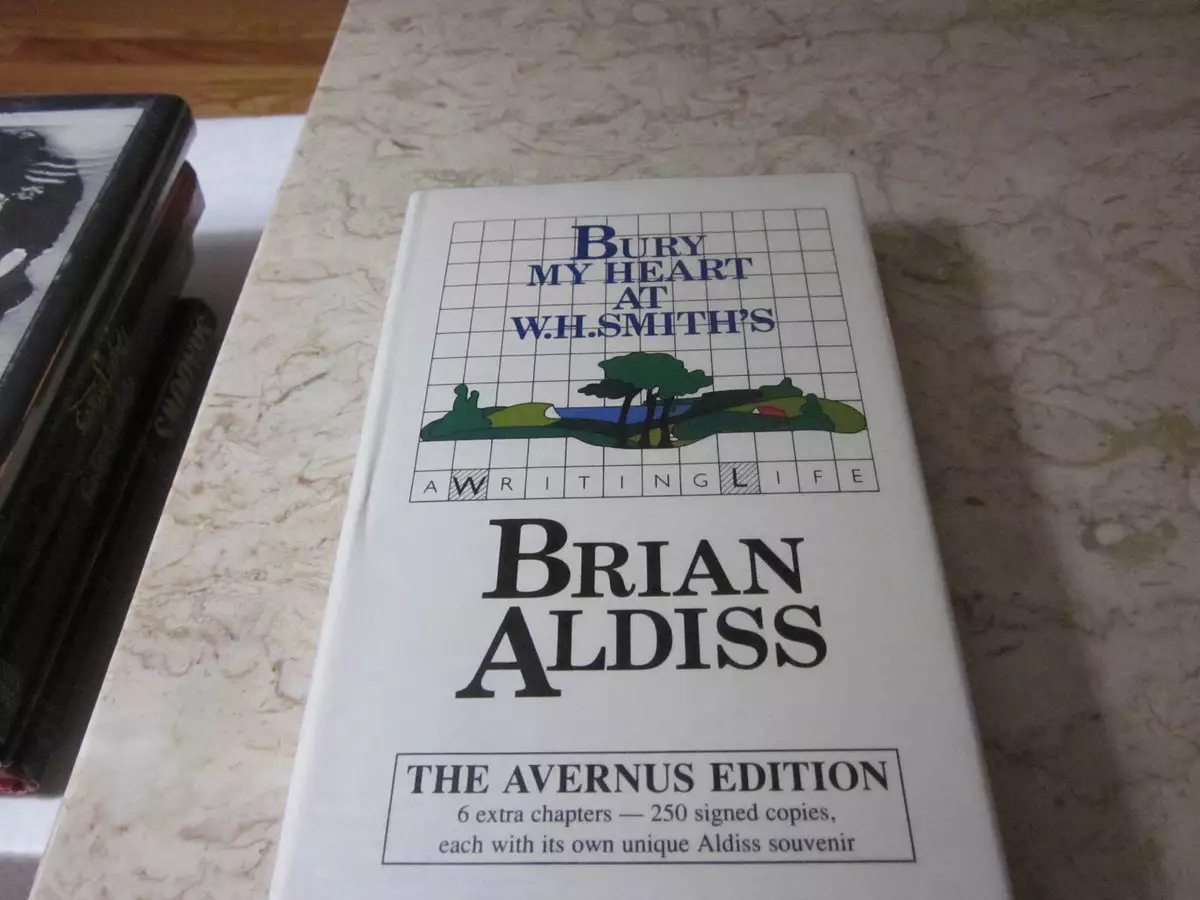 BURY
MY HEART
AT
W.H.SMITH'S
A WRITING LIFE
BRIAN
ALDISS
THE AVERNUS EDITION
6 extra chapters — 250 signed copies,
each with its own unique Aldiss souvenir